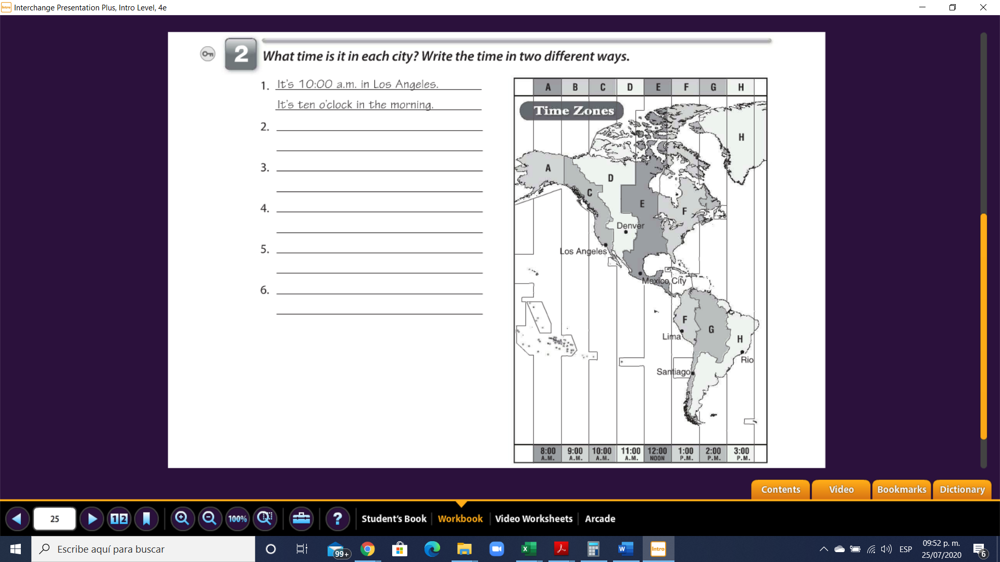 Intro Interchange Presentation Plus, Intro Level, 4e
2 What time is it in each city? Write the time in two different ways.
1. It's 10:00 a.m. in Los Angeles.
It's ten o'clock in the morning.
2.
3.
4.
5.
6.
A B C D E F G H
Time Zones
H
A
D
C
E
F
Denver
Los Angeles
Mexico City
F
G
Lima
H
Rio
Santiago
8:00 A.M. 9:00 A.M. 10:00 A.M. 11:00 A.M. 12:00 NOON 1:00 P.M. 2:00 P.M. 3:00 P.M.
Contents Video Bookmarks Dictionary
25 12 100% ? Student's Book Workbook Video Worksheets Arcade
Escribe aquí para buscar 99+ Intro ESP 09:52 p. m.
25/07/2020 6